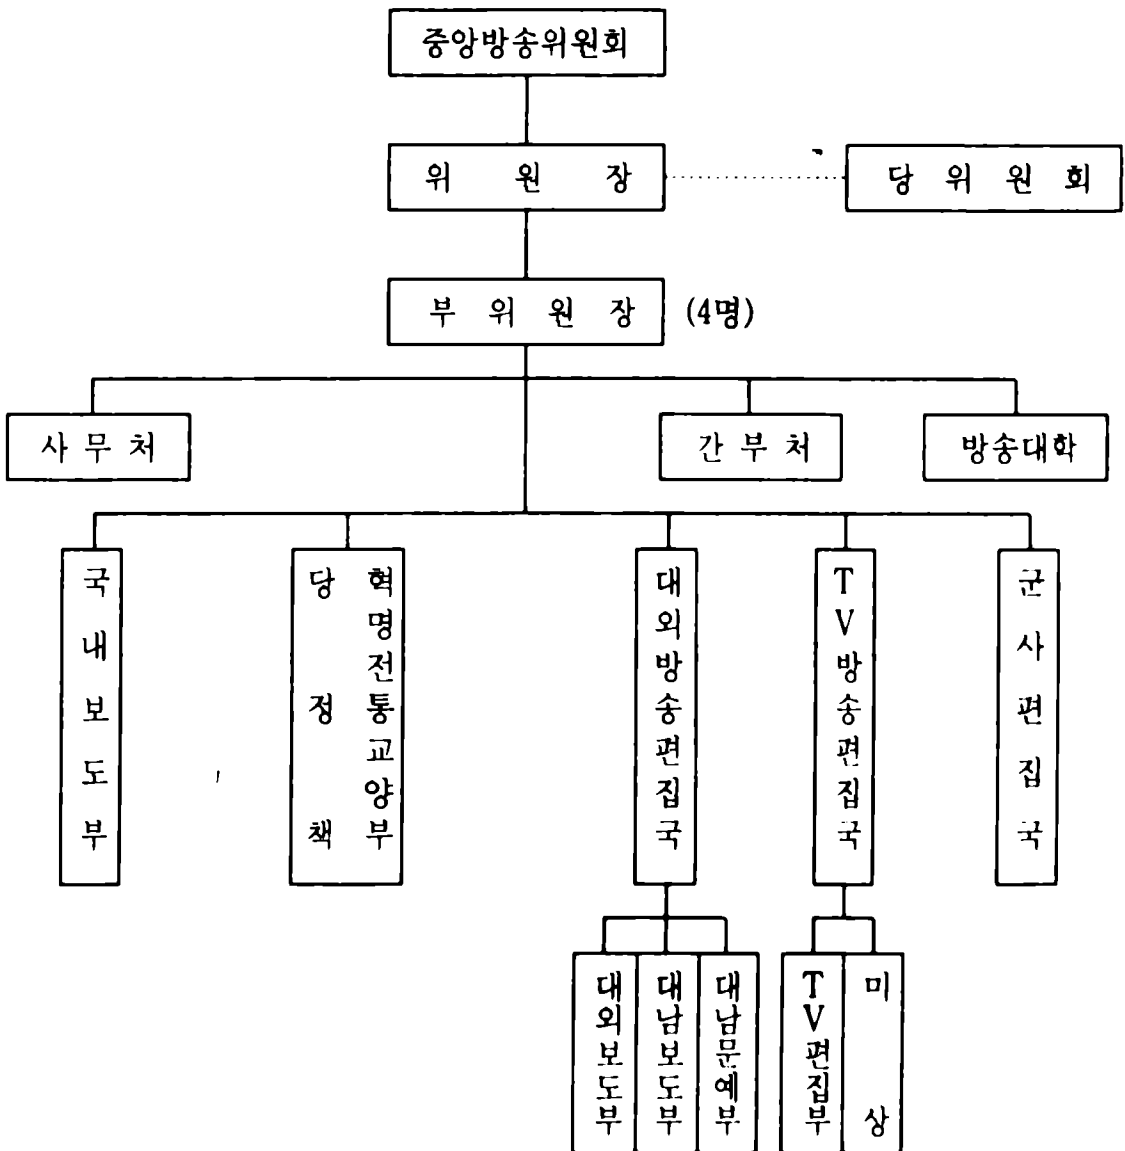 중앙방송위원회
위 원 장
당 위 원 회
부 위 원 장 (4명)
사 무 처
간 부 처
방송대학
국내보도부
당정책
혁명전통교양부
대외방송편집국
TV방송편집국
군사편집국
대외보도부
대남보도부
대남문예부
TV편집부
미상